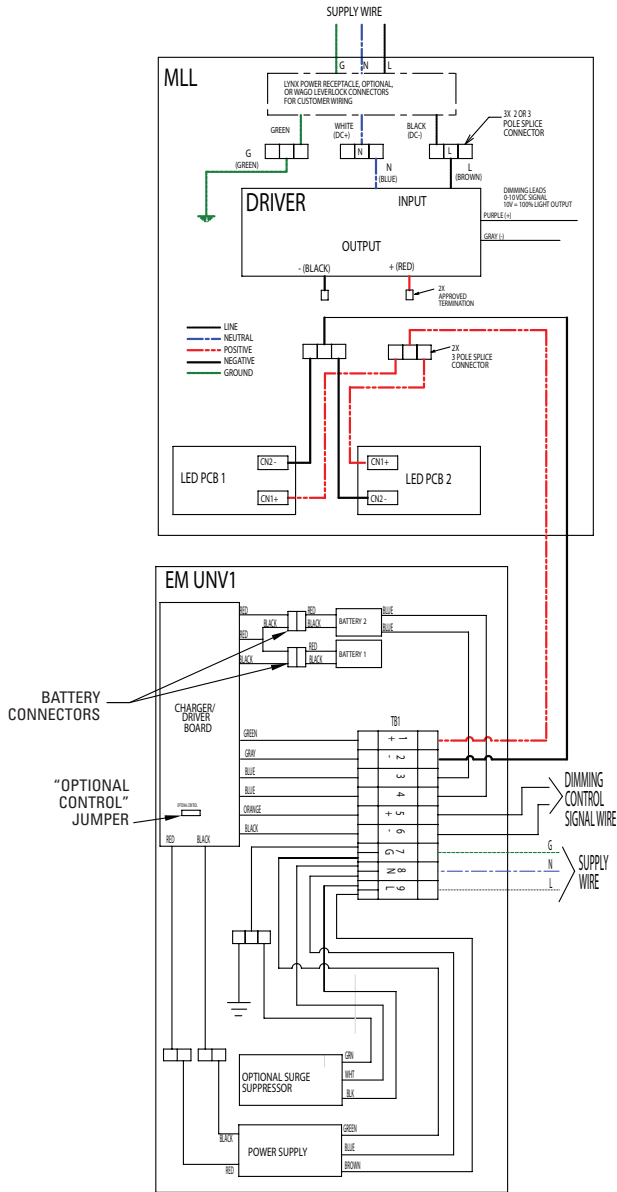 SUPPLY WIRE
G N L
MLL
LYNX POWER RECEPTACLE, OPTIONAL,
OR WAGO LEVERLOCK CONNECTORS
FOR CUSTOMER WIRING
GREEN
WHITE
(DC+)
BLACK
(DC-)
3X 2 OR 3
POLE SPLICE
CONNECTOR
N
L
G
(GREEN)
N
(BLUE)
L
(BROWN)
DRIVER
INPUT
DIMMING LEADS
0-10 VDC SIGNAL
10V = 100% LIGHT OUTPUT
PURPLE (+)
GRAY (-)
OUTPUT
- (BLACK)
+ (RED)
2X
APPROVED
TERMINATION
LINE
NEUTRAL
POSITIVE
NEGATIVE
GROUND
2X
3 POLE SPLICE
CONNECTOR
LED PCB 1
CN2 -
CN1+
CN1+
CN2 -
LED PCB 2
EM UNV1
RED
BLACK
RED
BLACK
RED
BLACK
BATTERY 2
BLUE
BLUE
RED
BLACK
BATTERY 1
BATTERY
CONNECTORS
CHARGER/
DRIVER
BOARD
TB1
GREEN
+ 1
GRAY
- 2
BLUE
3
BLUE
4
ORANGE
+ 5
BLACK
- 6
G 7
N 8
L 9
DIMMING
CONTROL
SIGNAL WIRE
G
N
L
SUPPLY
WIRE
"OPTIONAL
CONTROL"
JUMPER
OPTIONAL CONTROL
RED
BLACK
OPTIONAL SURGE
SUPPRESSOR
GRN
WHT
BLK
BLACK
RED
POWER SUPPLY
GREEN
BLUE
BROWN